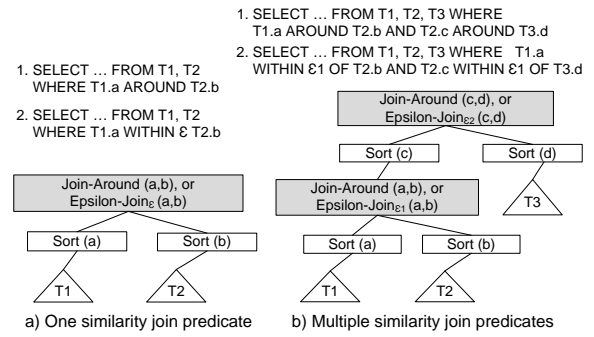 1. SELECT … FROM T1, T2
WHERE T1.a AROUND T2.b
2. SELECT … FROM T1, T2
WHERE T1.a WITHIN Ɛ T2.b
Join-Around (a,b), or
Epsilon-JoinƐ (a,b)
Sort (a)
Sort (b)
T1
T2
a) One similarity join predicate
1. SELECT … FROM T1, T2, T3 WHERE
T1.a AROUND T2.b AND T2.c AROUND T3.d
2. SELECT … FROM T1, T2, T3 WHERE T1.a
WITHIN Ɛ1 OF T2.b AND T2.c WITHIN Ɛ1 OF T3.d
Join-Around (c,d), or
Epsilon-JoinƐ2 (c,d)
Sort (c)
Sort (d)
Join-Around (a,b), or
Epsilon-JoinƐ1 (a,b)
T3
Sort (a)
Sort (b)
T1
T2
b) Multiple similarity join predicates